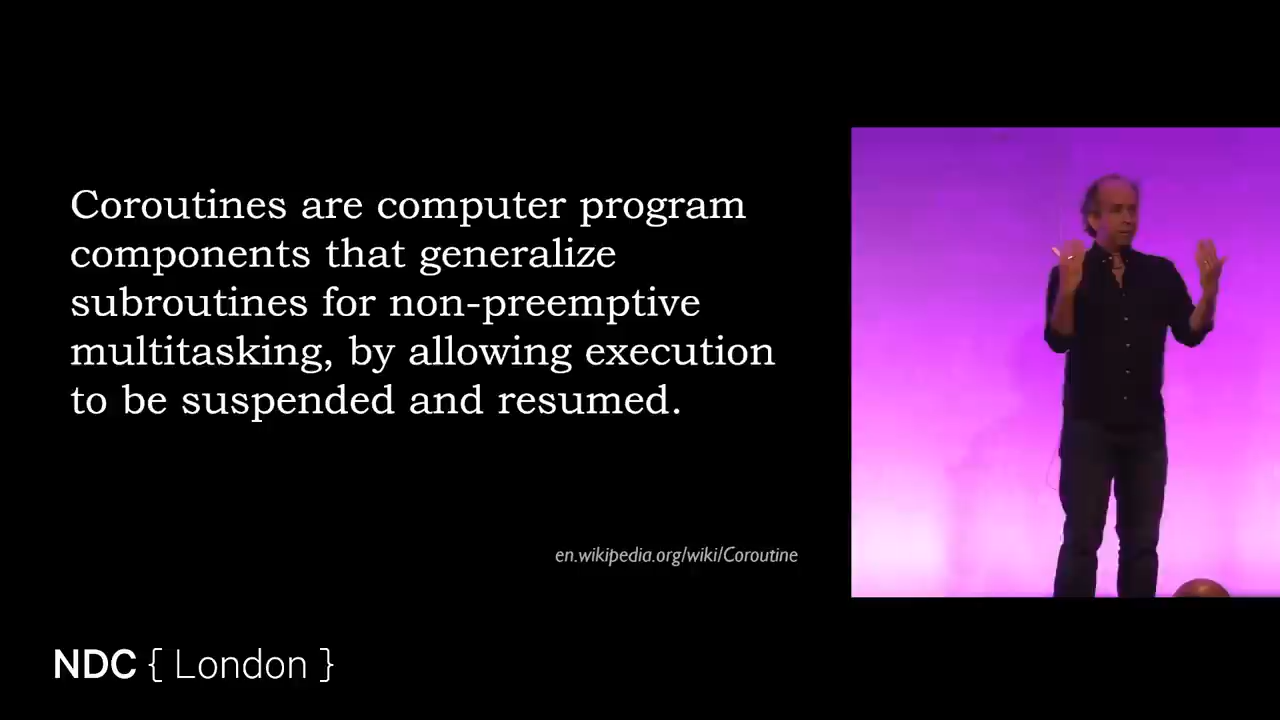 Coroutines are computer program
components that generalize
subroutines for non-preemptive
multitasking, by allowing execution
to be suspended and resumed.
en.wikipedia.org/wiki/Coroutine
NDC { London }